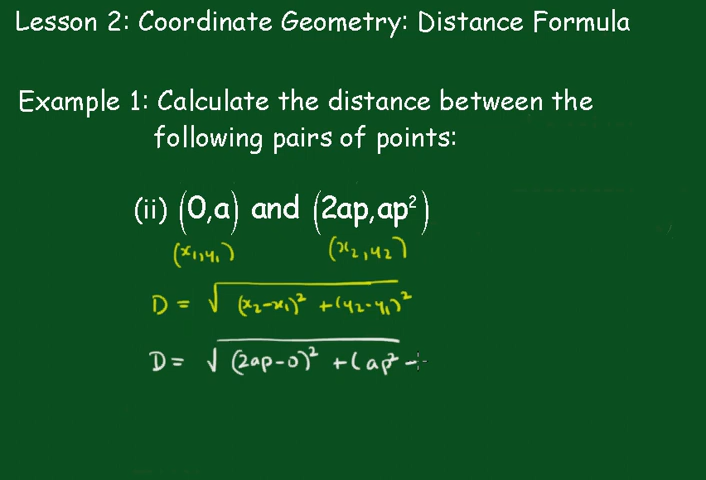 Lesson 2: Coordinate Geometry: Distance Formula
Example 1: Calculate the distance between the
following pairs of points:
(ii) (0,a) and (2ap,ap²)
(x₁,y₁) (x₂,y₂)
D = √(x₂-x₁)² + (y₂-y₁)²
D = √(2ap-0)² + (ap² -